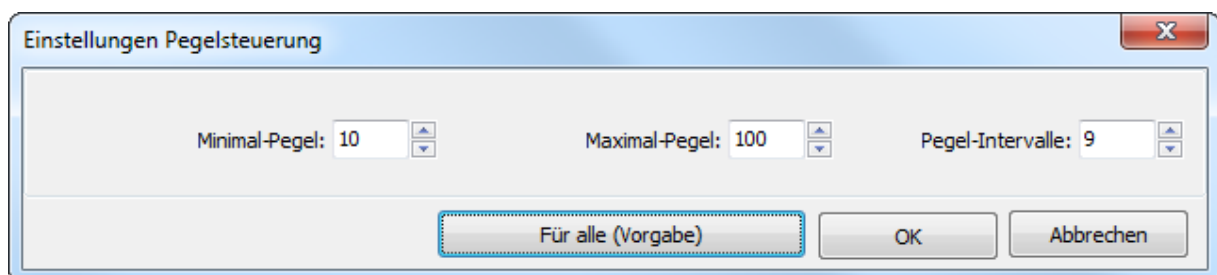 Einstellungen Pegelsteuerung
Minimal-Pegel: 10 Maximal-Pegel: 100 Pegel-Intervalle: 9
Für alle (Vorgabe) OK Abbrechen